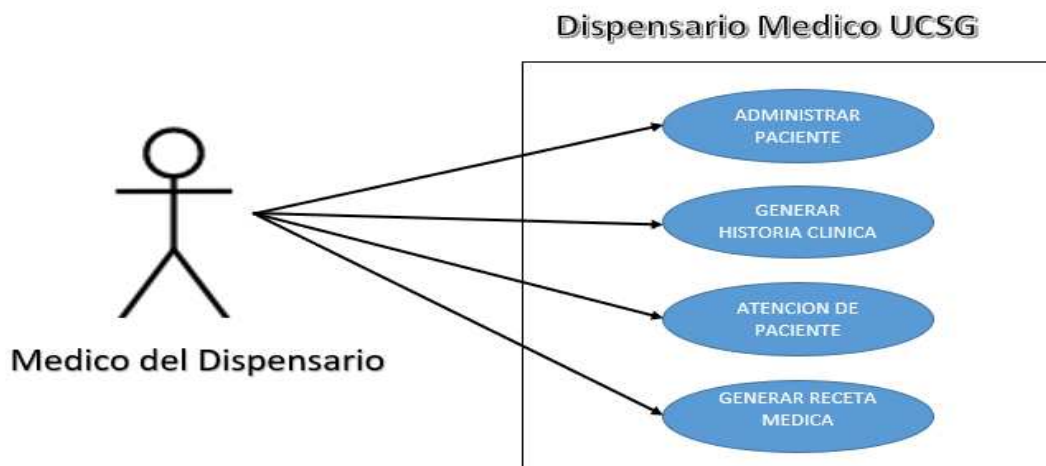 Dispensario Medico UCSG
ADMINISTRAR
PACIENTE
GENERAR
HISTORIA CLINICA
ATENCION DE
PACIENTE
GENERAR RECETA
MEDICA
Medico del Dispensario